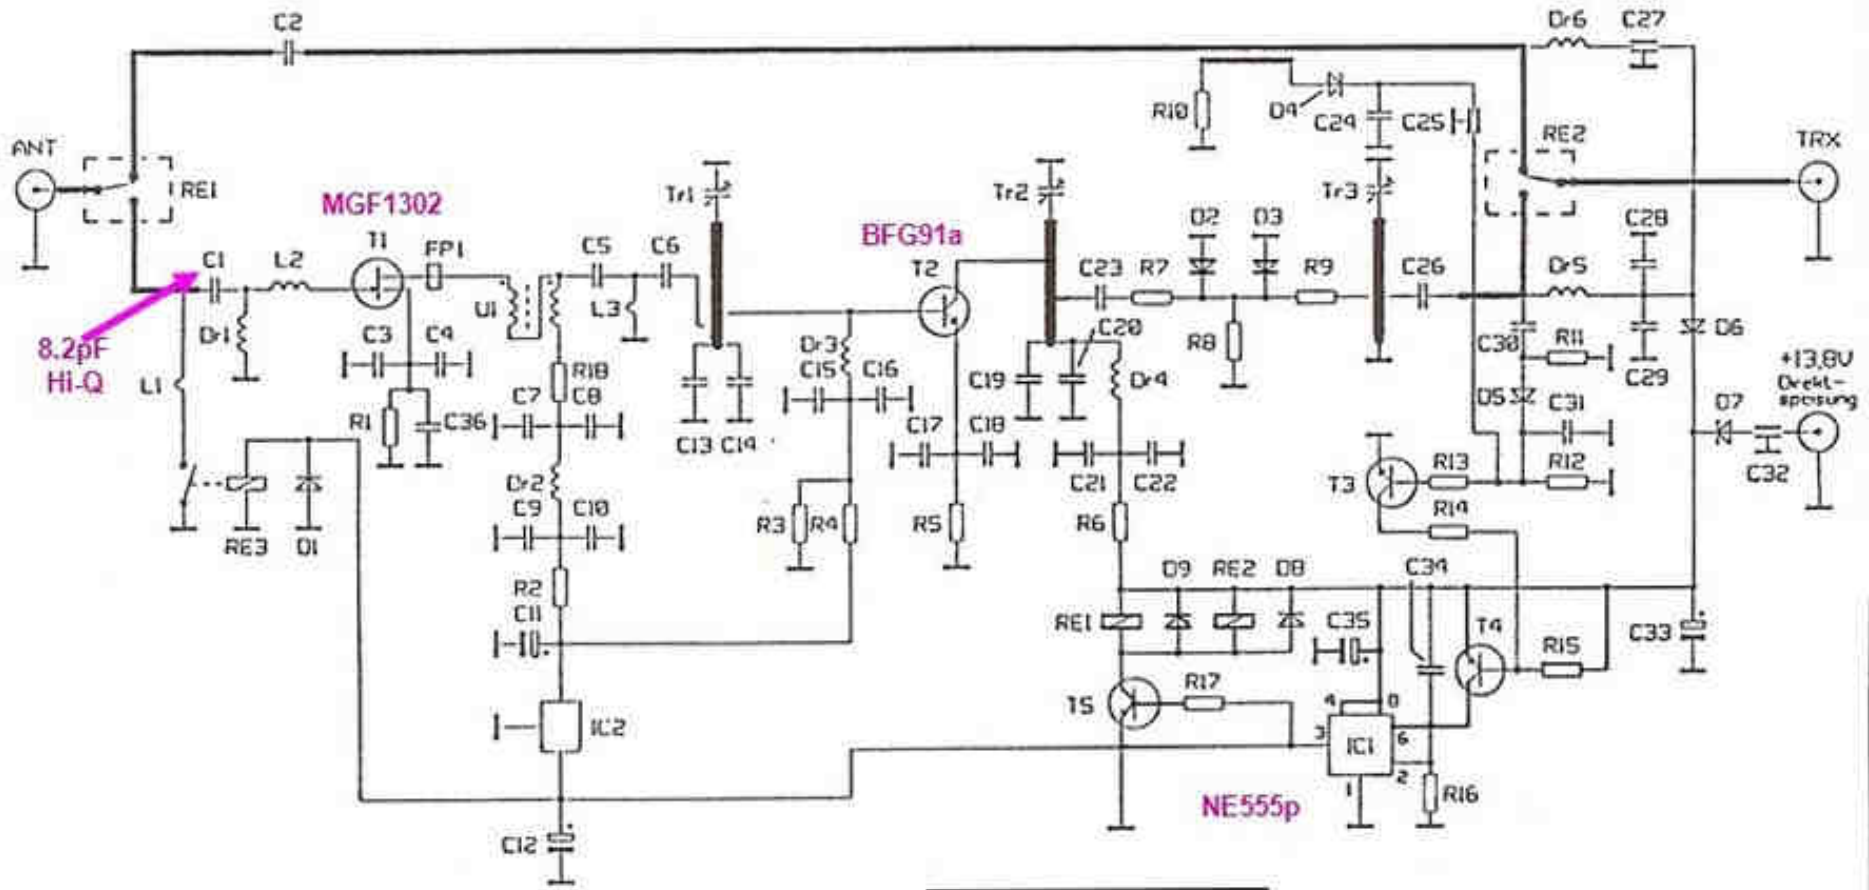 C2
Dr6 C27
R10 D4 C24 C25 RE2
ANT RE1 TRX
MGF1302
Tr1 Tr2 Tr3
T1 FP1 C5 C6 BFG91a D2 D3 C28
C1 L2 T2 C23 R7 R9 C26 Dr5
U1 L3
Dr1 C3 C4 Dr3 C20 R8 C30 R11 D6
8.2pF
Hi-Q
L1 R18 C15 C16 C19 Dr4 C29
+13,8V
Direkt-
speisung
R1 C36 C7 C8 C13 C14 C17 C18 D5 C31 D7
C21 C22 T3 R13 R12 C32
Dr2
C9 C10 R3 R4 R5 R6 R14
RE3 D1
R2 C34
C11 D9 RE2 D8
RE1 C35 T4 R15 C33
R17
T5 4 8
IC2 3 IC1 6
2
1 R16
NE555p
C12